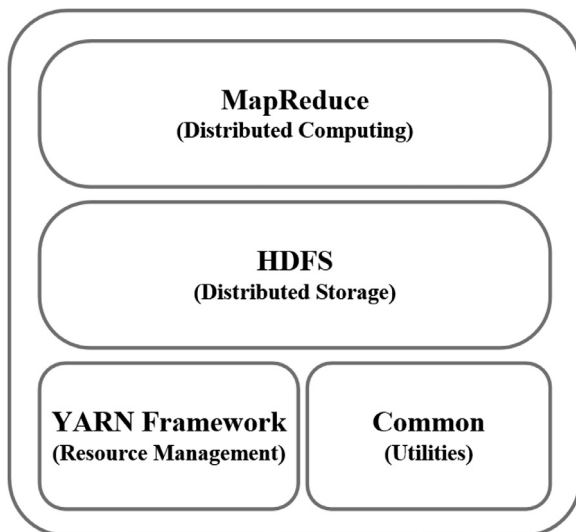 MapReduce
(Distributed Computing)
HDFS
(Distributed Storage)
YARN Framework
(Resource Management)
Common
(Utilities)